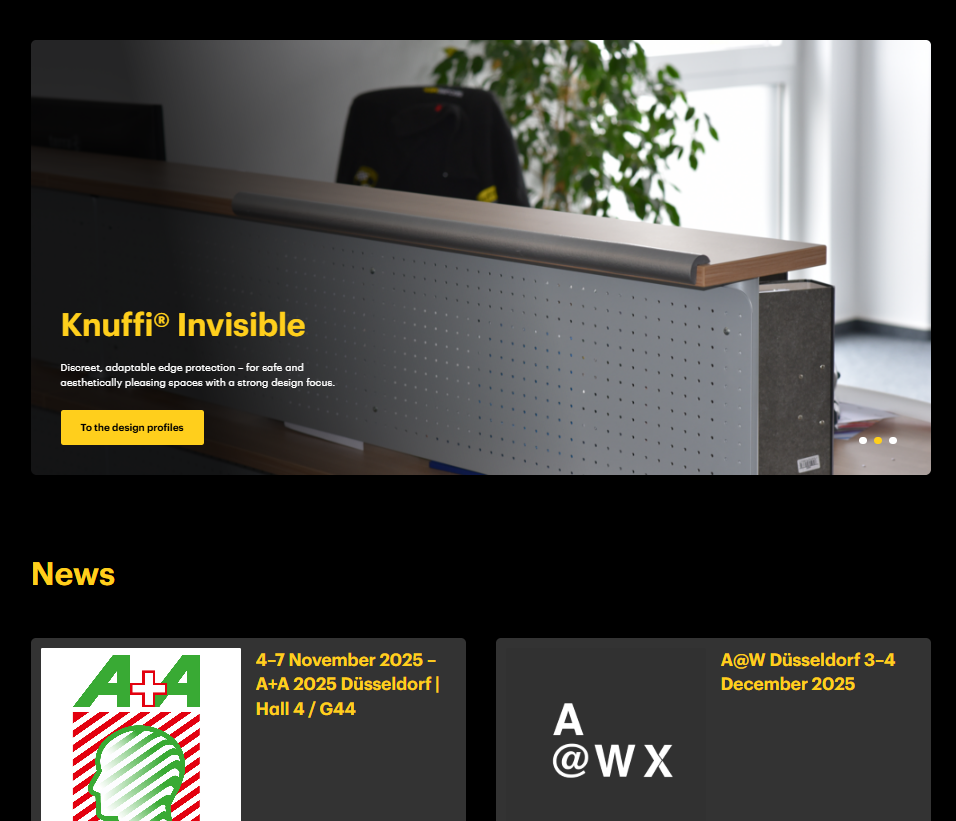 Knuffi® Invisible
Discreet, adaptable edge protection – for safe and
aesthetically pleasing spaces with a strong design focus.
To the design profiles
News
A+A
4–7 November 2025 –
A+A 2025 Düsseldorf |
Hall 4 / G44
A
@WX
A@W Düsseldorf 3–4
December 2025